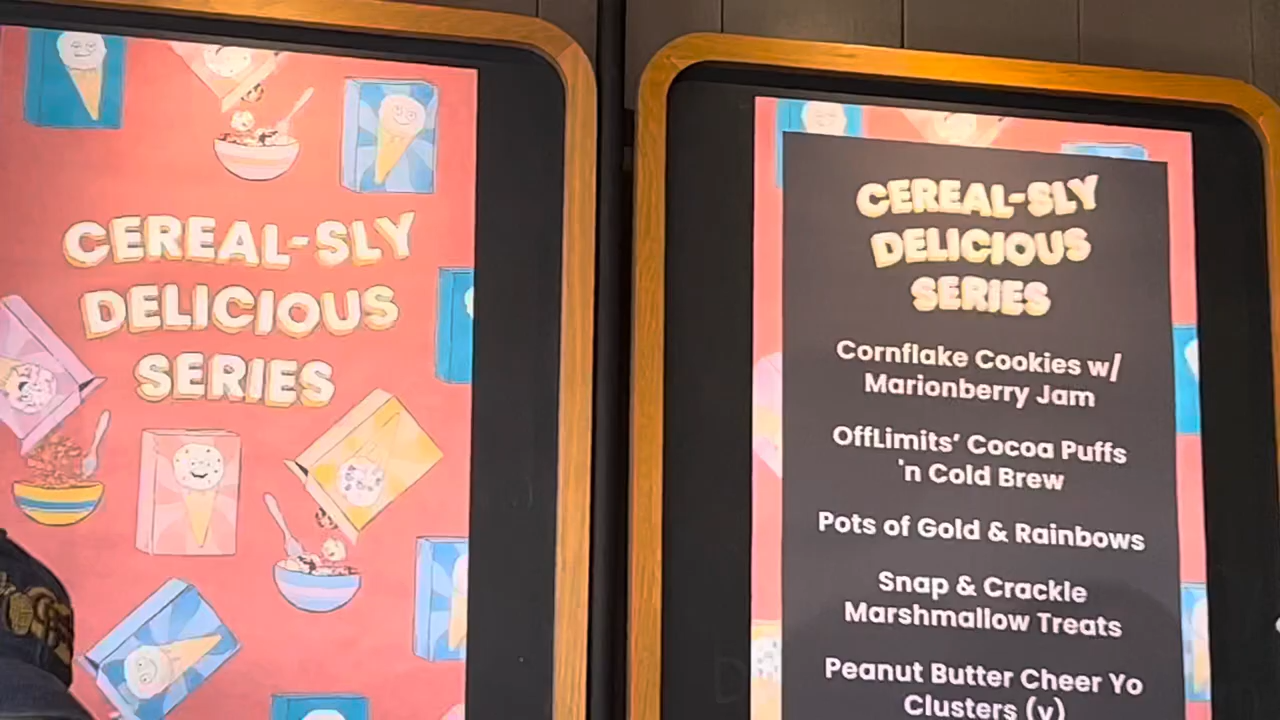 CEREAL-SLY
DELICIOUS
SERIES
CEREAL-SLY
DELICIOUS
SERIES
Cornflake Cookies w/
Marionberry Jam
OffLimits’ Cocoa Puffs
'n Cold Brew
Pots of Gold & Rainbows
Snap & Crackle
Marshmallow Treats
Peanut Butter Cheer Yo
Clusters (v)